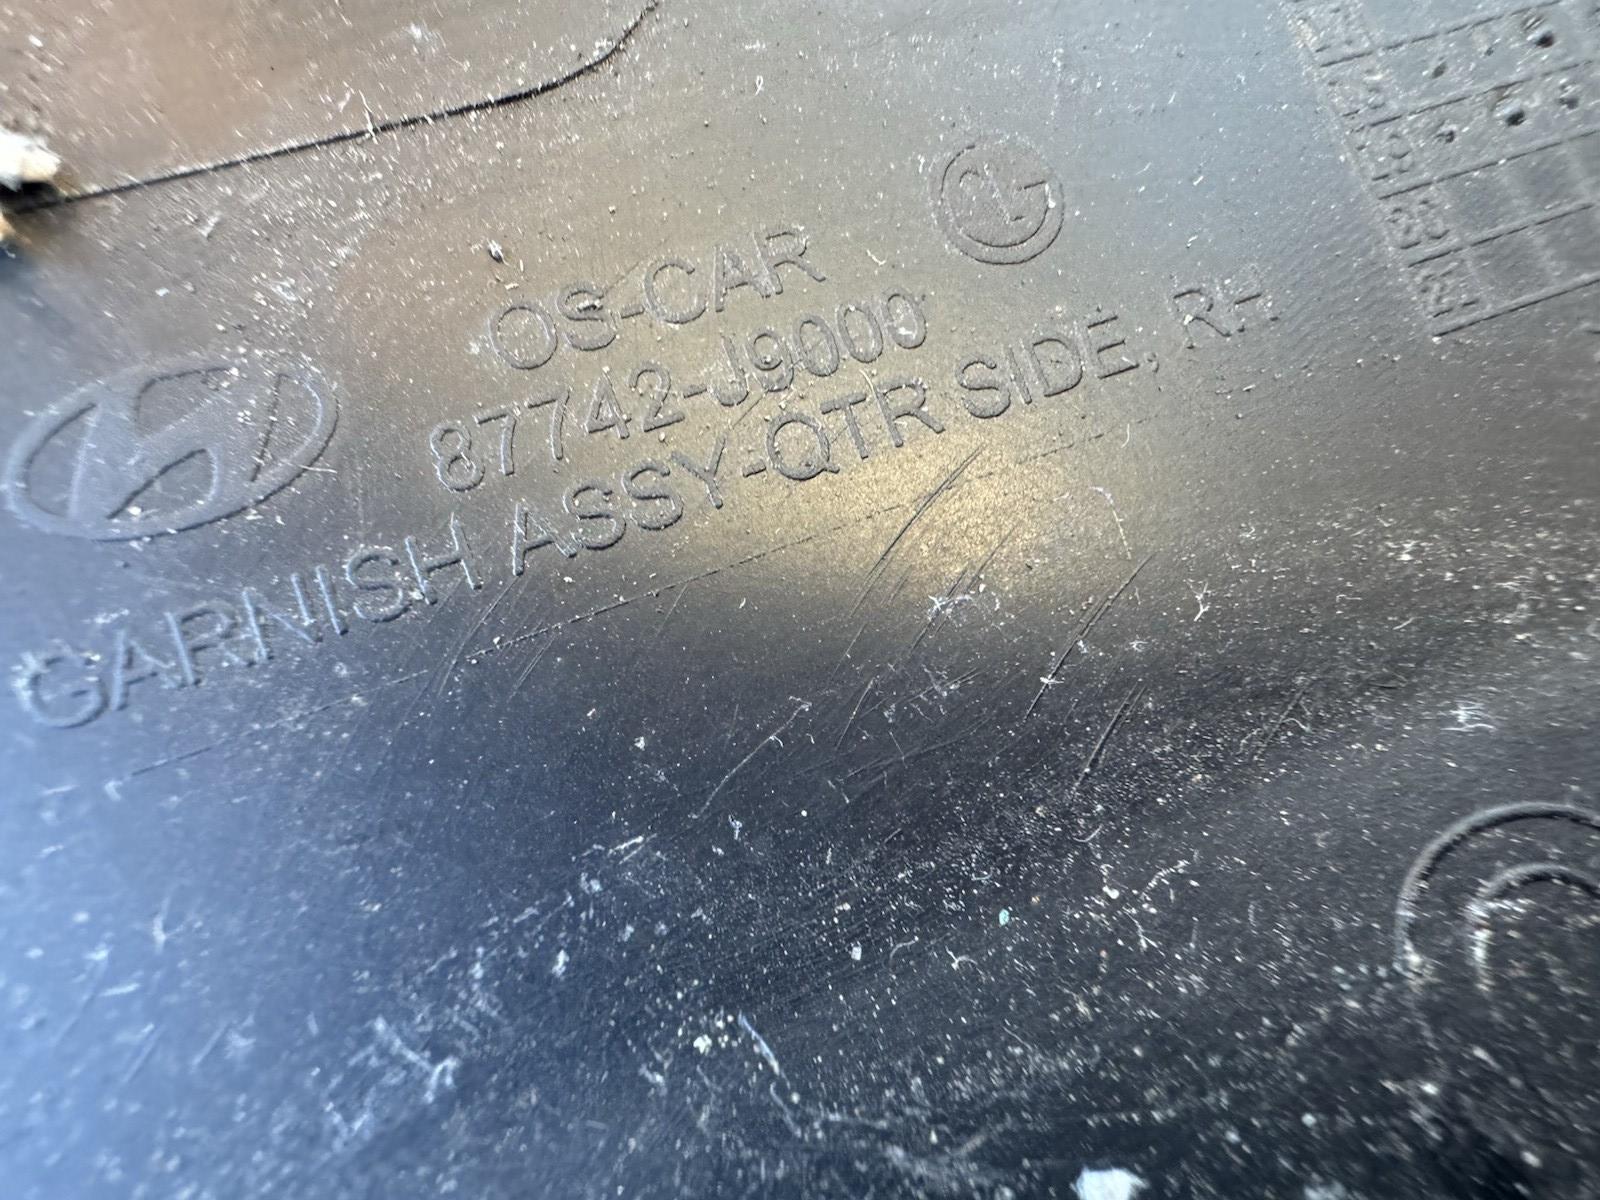 OS-CAR
87742-J9000
GARNISH ASSY-QTR SIDE, RH